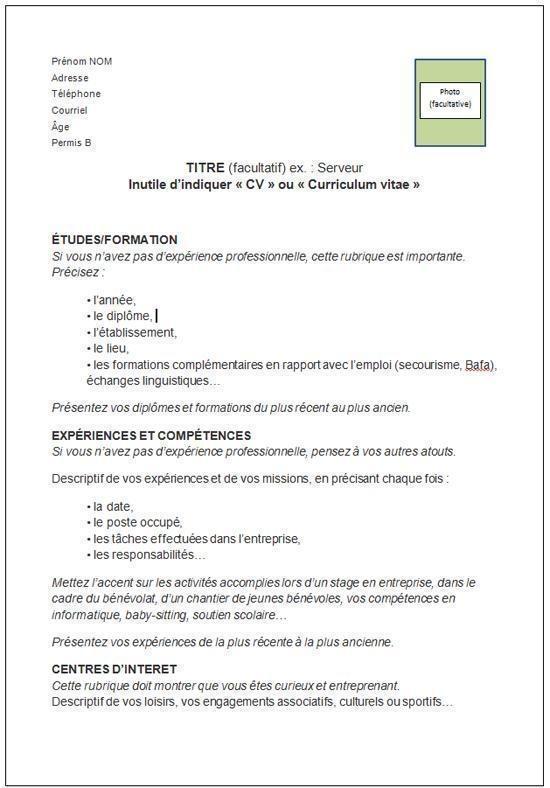 Prénom NOM
Adresse
Téléphone
Courriel
Âge
Permis B
Photo
(facultative)
TITRE (facultatif) ex. : Serveur
Inutile d'indiquer « CV » ou « Curriculum vitae »
ÉTUDES/FORMATION
Si vous n'avez pas d'expérience professionnelle, cette rubrique est importante.
Précisez :
• l'année,
• le diplôme,
• l'établissement,
• le lieu,
• les formations complémentaires en rapport avec l'emploi (secourisme, Bafa),
échanges linguistiques…
Présentez vos diplômes et formations du plus récent au plus ancien.
EXPÉRIENCES ET COMPÉTENCES
Si vous n'avez pas d'expérience professionnelle, pensez à vos autres atouts.
Descriptif de vos expériences et de vos missions, en précisant chaque fois :
• la date,
• le poste occupé,
• les tâches effectuées dans l'entreprise,
• les responsabilités…
Mettez l'accent sur les activités accomplies lors d'un stage en entreprise, dans le
cadre du bénévolat, d'un chantier de jeunes bénévoles, vos compétences en
informatique, baby-sitting, soutien scolaire…
Présentez vos expériences de la plus récente à la plus ancienne.
CENTRES D'INTERET
Cette rubrique doit montrer que vous êtes curieux et entreprenant.
Descriptif de vos loisirs, vos engagements associatifs, culturels ou sportifs…